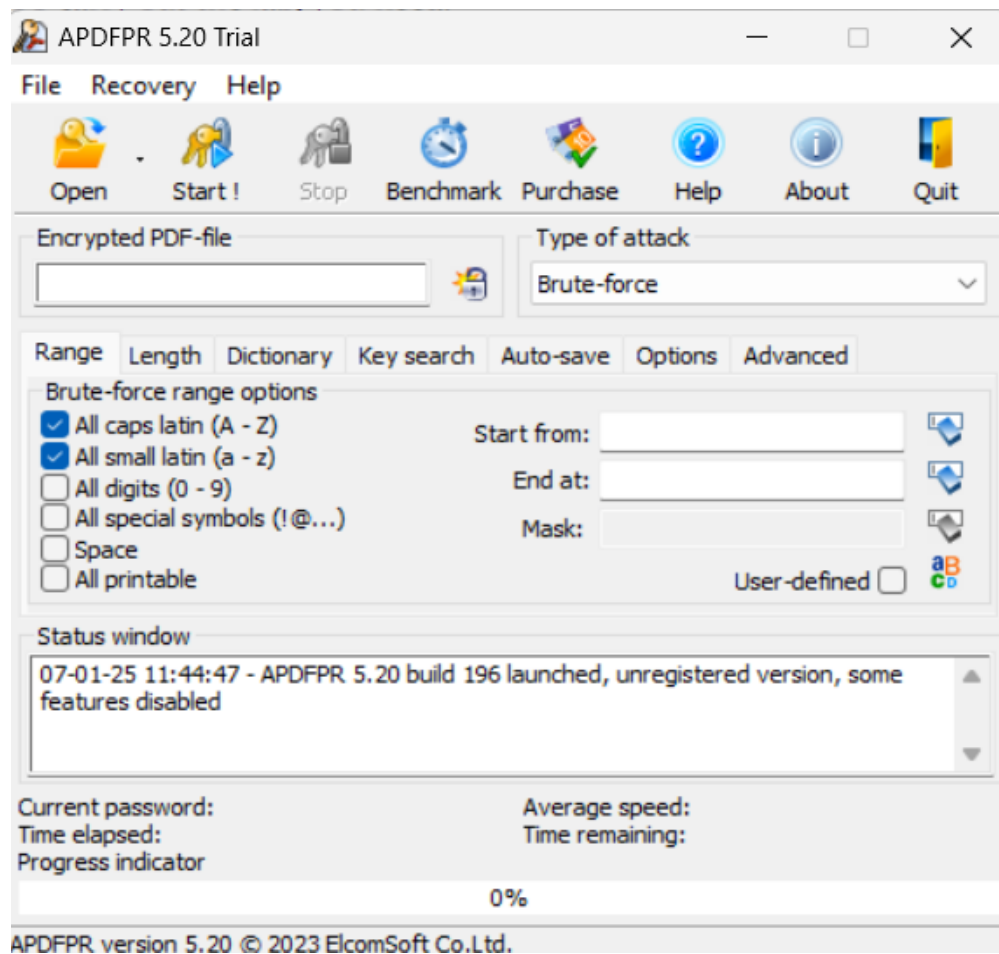 APDFPR 5.20 Trial
File Recovery Help
Open Start ! Stop Benchmark Purchase Help About Quit
Encrypted PDF-file Type of attack
Brute-force
Range Length Dictionary Key search Auto-save Options Advanced
Brute-force range options
All caps latin (A - Z)
Start from:
All small latin (a - z)
End at:
All digits (0 - 9)
All special symbols (!@...)
Mask:
Space
All printable
User-defined
aBCD
Status window
07-01-25 11:44:47 - APDFPR 5.20 build 196 launched, unregistered version, some
features disabled
Current password: Average speed:
Time elapsed: Time remaining:
Progress indicator
0%
APDFPR version 5.20 © 2023 ElcomSoft Co.Ltd.